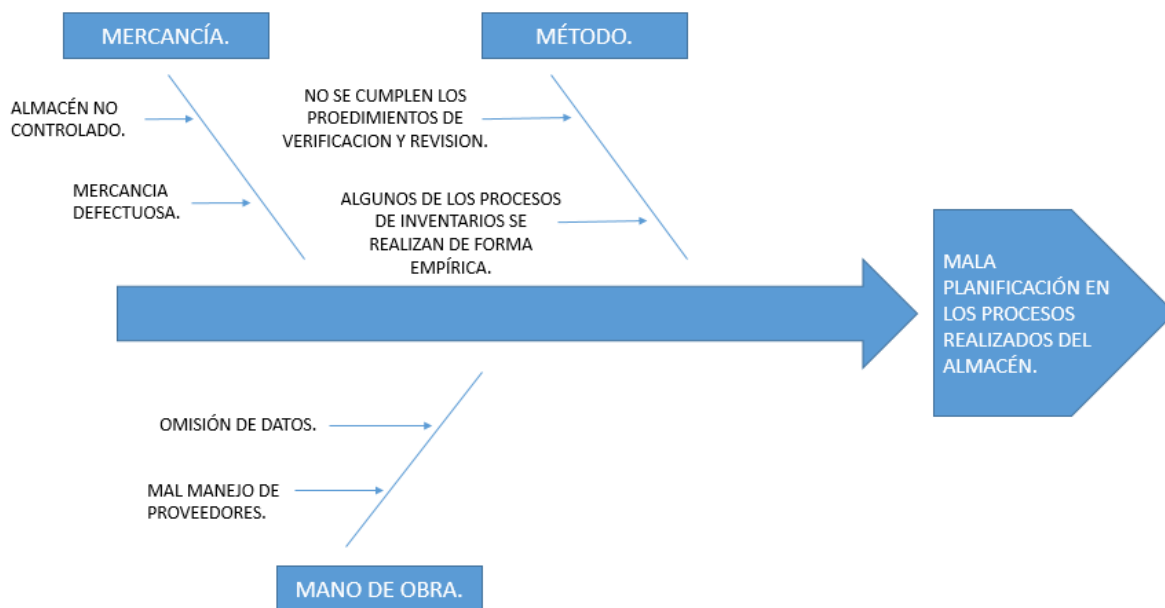 MERCANCÍA.
MÉTODO.
ALMACÉN NO
CONTROLADO.
MERCANCIA
DEFECTUOSA.
NO SE CUMPLEN LOS
PROEDIMIENTOS DE
VERIFICACION Y REVISION.
ALGUNOS DE LOS PROCESOS
DE INVENTARIOS SE
REALIZAN DE FORMA
EMPÍRICA.
MALA
PLANIFICACIÓN EN
LOS PROCESOS
REALIZADOS DEL
ALMACÉN.
OMISIÓN DE DATOS.
MAL MANEJO DE
PROVEEDORES.
MANO DE OBRA.